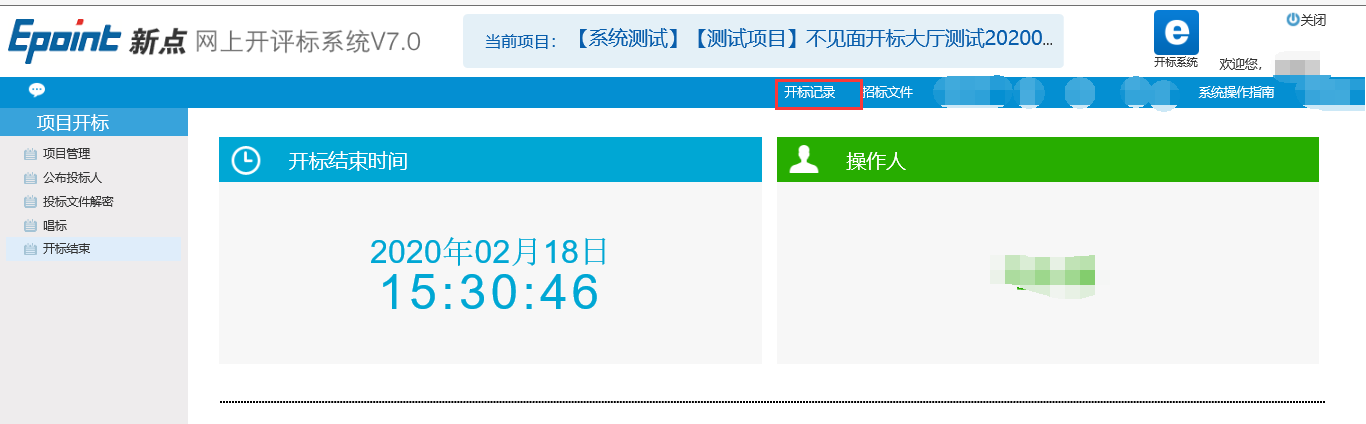 Epoint 新点 网上开评标系统V7.0
当前项目: 【系统测试】【测试项目】不见面开标大厅测试20200...
e
开标系统
欢迎您,
关闭
开标记录 招标文件 系统操作指南
项目开标
项目管理
公布投标人
投标文件解密
唱标
开标结束
开标结束时间
2020年02月18日
15:30:46
操作人